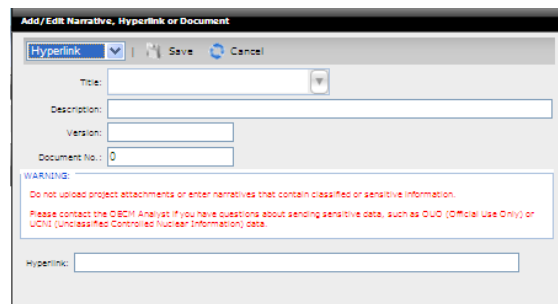 Add/Edit Narrative, Hyperlink or Document
Hyperlink | Save Cancel
Title:
Description:
Version:
Document No.: 0
WARNING:
Do not upload project attachments or enter narratives that contain classified or sensitive information.
Please contact the OECM Analyst if you have questions about sending sensitive data, such as OUO (Official Use Only) or
UCNI (Unclassified Controlled Nuclear Information) data.
Hyperlink: